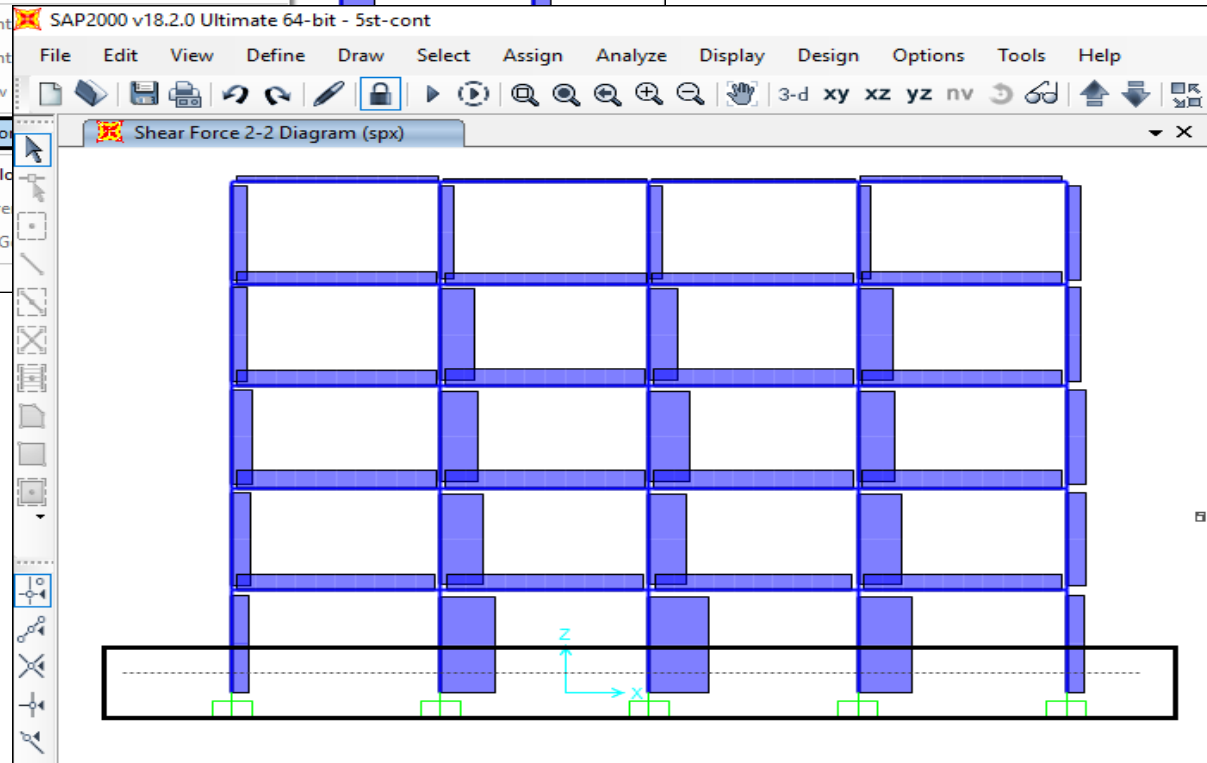 SAP2000 v18.2.0 Ultimate 64-bit - 5st-cont
File Edit View Define Draw Select Assign Analyze Display Design Options Tools Help
3-d xy xz yz nv
Shear Force 2-2 Diagram (spx)
Z
X